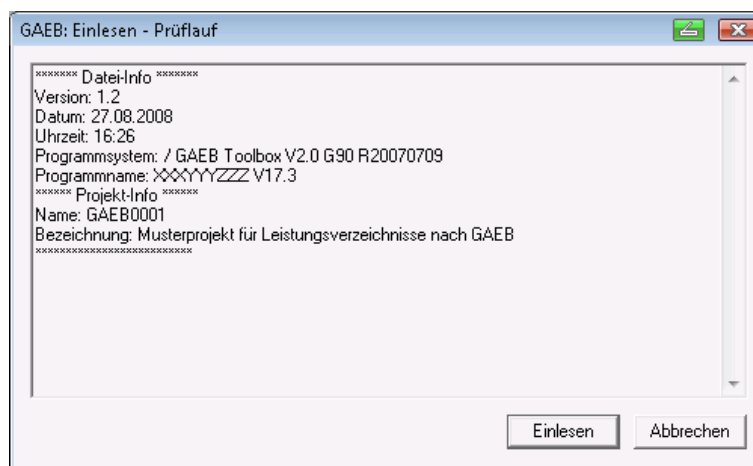 GAEB: Einlesen - Prüflauf
******* Datei-Info *******
Version: 1.2
Datum: 27.08.2008
Uhrzeit: 16:26
Programmsystem: / GAEB Toolbox V2.0 G90 R20070709
Programmname: XXXYYYZZZ V17.3
****** Projekt-Info ******
Name: GAEB0001
Bezeichnung: Musterprojekt für Leistungsverzeichnisse nach GAEB
**************************
Einlesen Abbrechen